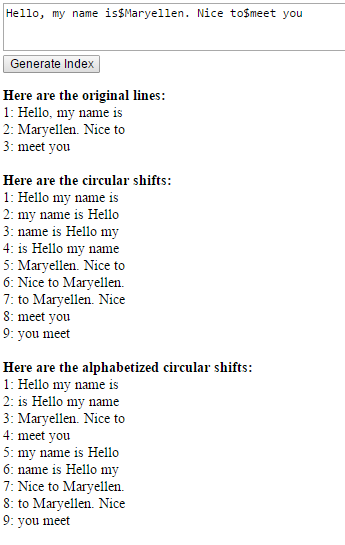 Hello, my name is$Maryellen. Nice to$meet you
Generate Index
Here are the original lines:
1: Hello, my name is
2: Maryellen. Nice to
3: meet you
Here are the circular shifts:
1: Hello my name is
2: my name is Hello
3: name is Hello my
4: is Hello my name
5: Maryellen. Nice to
6: Nice to Maryellen.
7: to Maryellen. Nice
8: meet you
9: you meet
Here are the alphabetized circular shifts:
1: Hello my name is
2: is Hello my name
3: Maryellen. Nice to
4: meet you
5: my name is Hello
6: name is Hello my
7: Nice to Maryellen.
8: to Maryellen. Nice
9: you meet